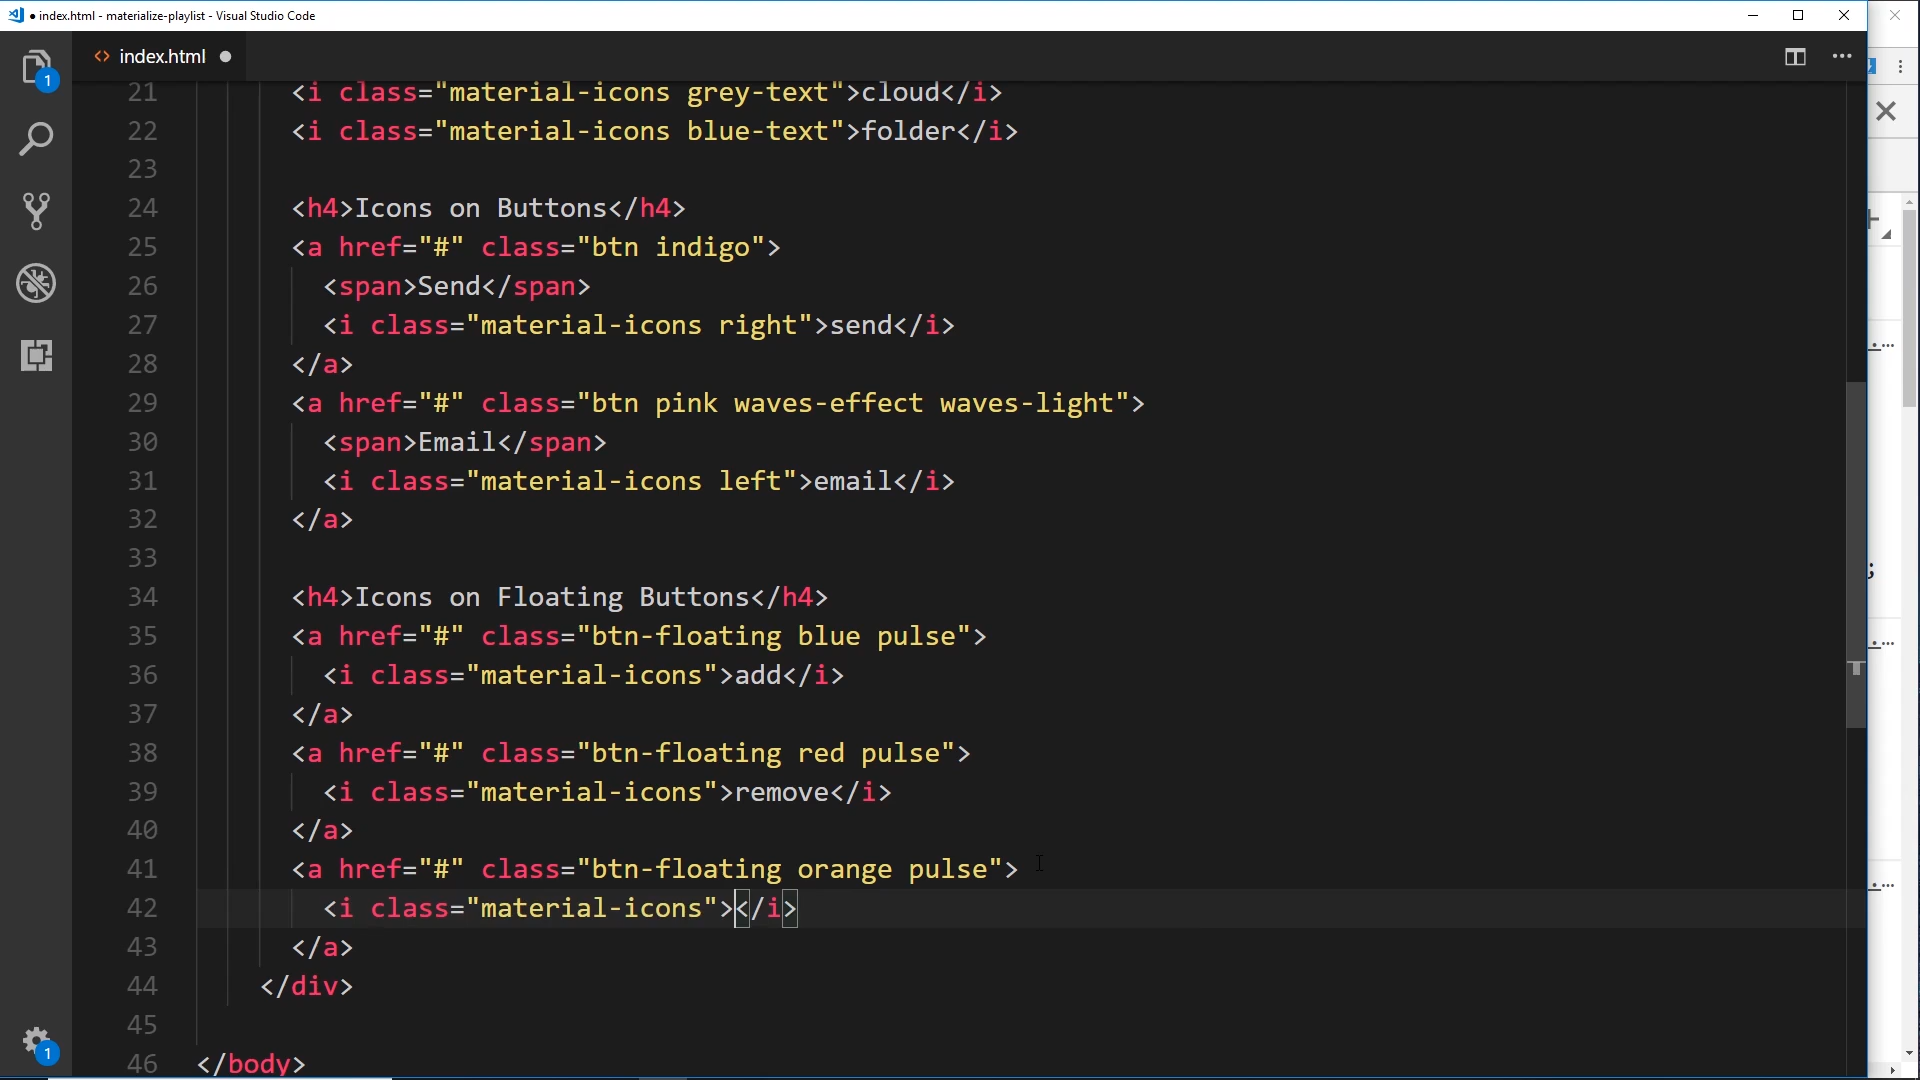 index.html - materialize-playlist - Visual Studio Code
index.html
1
21 <i class="material-icons grey-text">cloud</i>
22 <i class="material-icons blue-text">folder</i>
23
24 <h4>Icons on Buttons</h4>
25 <a href="#" class="btn indigo">
26 <span>Send</span>
27 <i class="material-icons right">send</i>
28 </a>
29 <a href="#" class="btn pink waves-effect waves-light">
30 <span>Email</span>
31 <i class="material-icons left">email</i>
32 </a>
33
34 <h4>Icons on Floating Buttons</h4>
35 <a href="#" class="btn-floating blue pulse">
36 <i class="material-icons">add</i>
37 </a>
38 <a href="#" class="btn-floating red pulse">
39 <i class="material-icons">remove</i>
40 </a>
41 <a href="#" class="btn-floating orange pulse">
42 <i class="material-icons"></i>
43 </a>
44 </div>
45
46 </body>
1
;